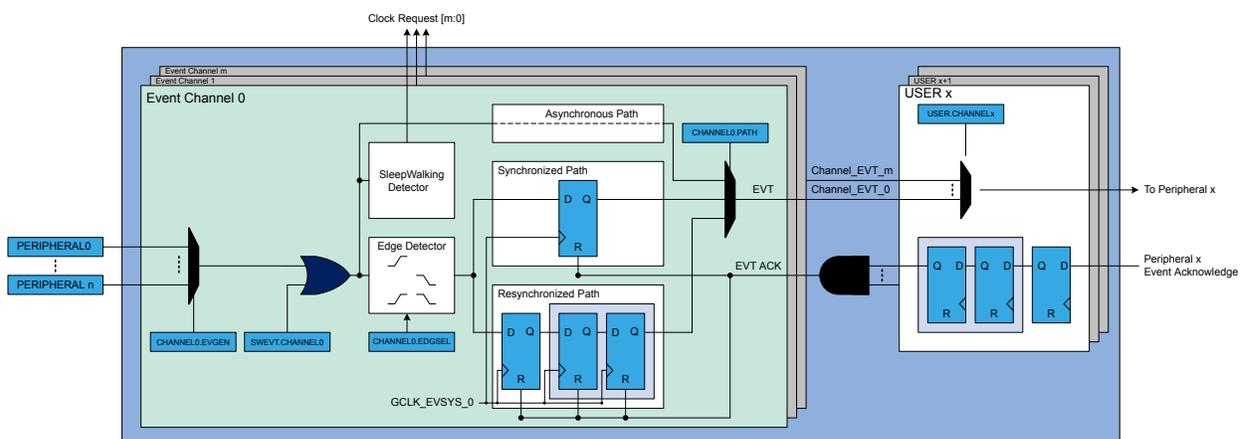 Clock Request [m:0]
Event Channel m
Event Channel 1
Event Channel 0
USER x+1
USER x
Asynchronous Path
CHANNEL0.PATH
USER.CHANNELx
SleepWalking
Detector
Synchronized Path
D Q
R
EVT
Channel_EVT_m
Channel_EVT_0
To Peripheral x
PERIPHERAL0
PERIPHERAL n
Edge Detector
EVT ACK
Q D
R
Q D
R
Q D
R
Peripheral x
Event Acknowledge
Resynchronized Path
D Q
R
D Q
R
D Q
R
CHANNEL0.EVGEN
SWEVT.CHANNEL0
CHANNEL0.EDGSEL
GCLK_EVSYS_0